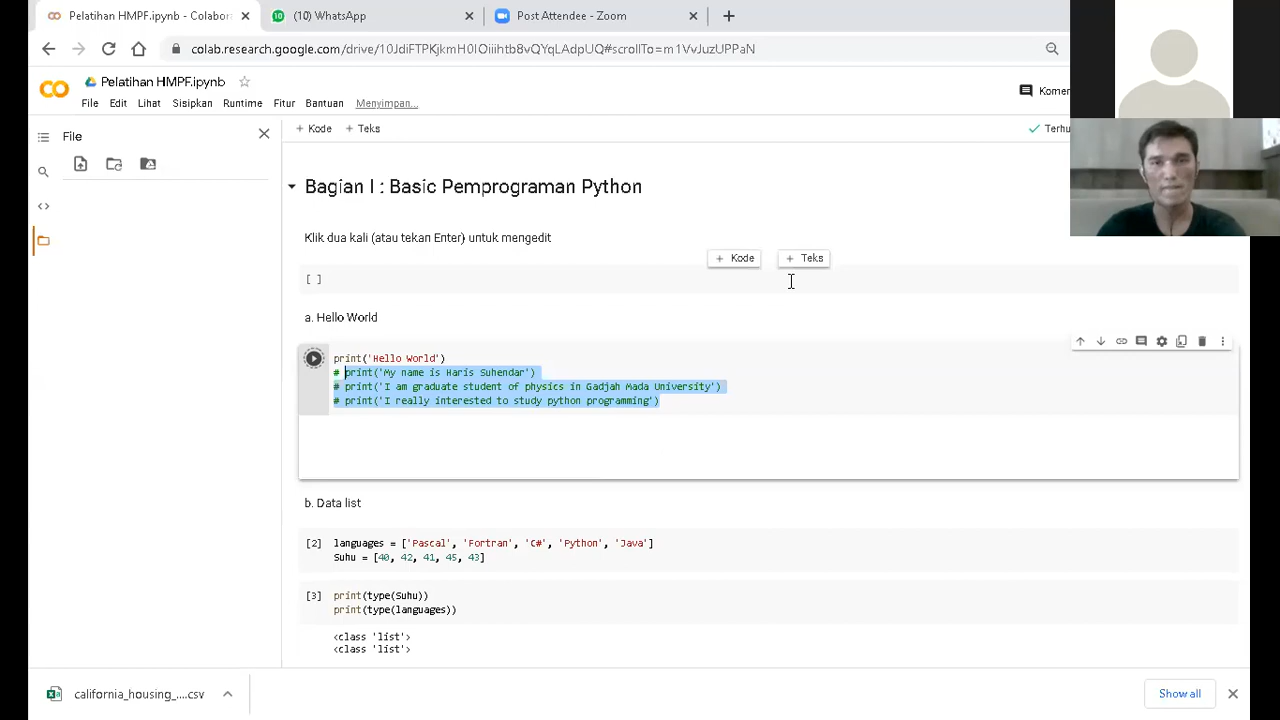 Pelatihan HMPF.ipynb - Colabor
(10) WhatsApp
Post Attendee - Zoom
colab.research.google.com/drive/10JdiFTPKjkmH0IOiihtb8vQYqLAdpUQ#scrollTo=m1VvJuzUPPaN
Pelatihan HMPF.ipynb
File Edit Lihat Sisipkan Runtime Fitur Bantuan Menyimpan...
Komen
File
+ Kode + Teks
Terhu
Bagian I : Basic Pemprograman Python
Klik dua kali (atau tekan Enter) untuk mengedit
+ Kode + Teks
[ ]
a. Hello World
print('Hello World')
# print('My name is Haris Suhendar')
# print('I am graduate student of physics in Gadjah Mada University')
# print('I really interested to study python programming')
b. Data list
[2] languages = ['Pascal', 'Fortran', 'C#', 'Python', 'Java']
Suhu = [40, 42, 41, 45, 43]
[3] print(type(Suhu))
print(type(languages))
<class 'list'>
<class 'list'>
california_housing_....csv
Show all